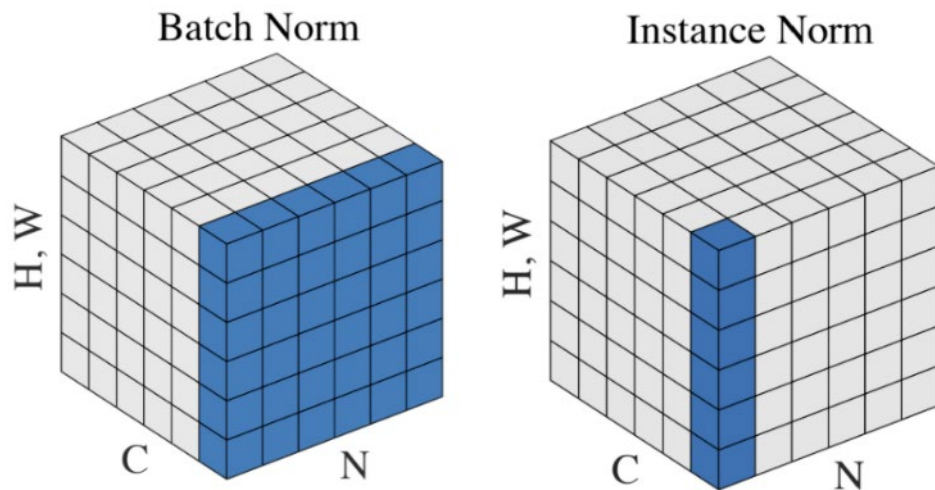 Batch Norm
H, W
C
N
Instance Norm
H, W
C
N